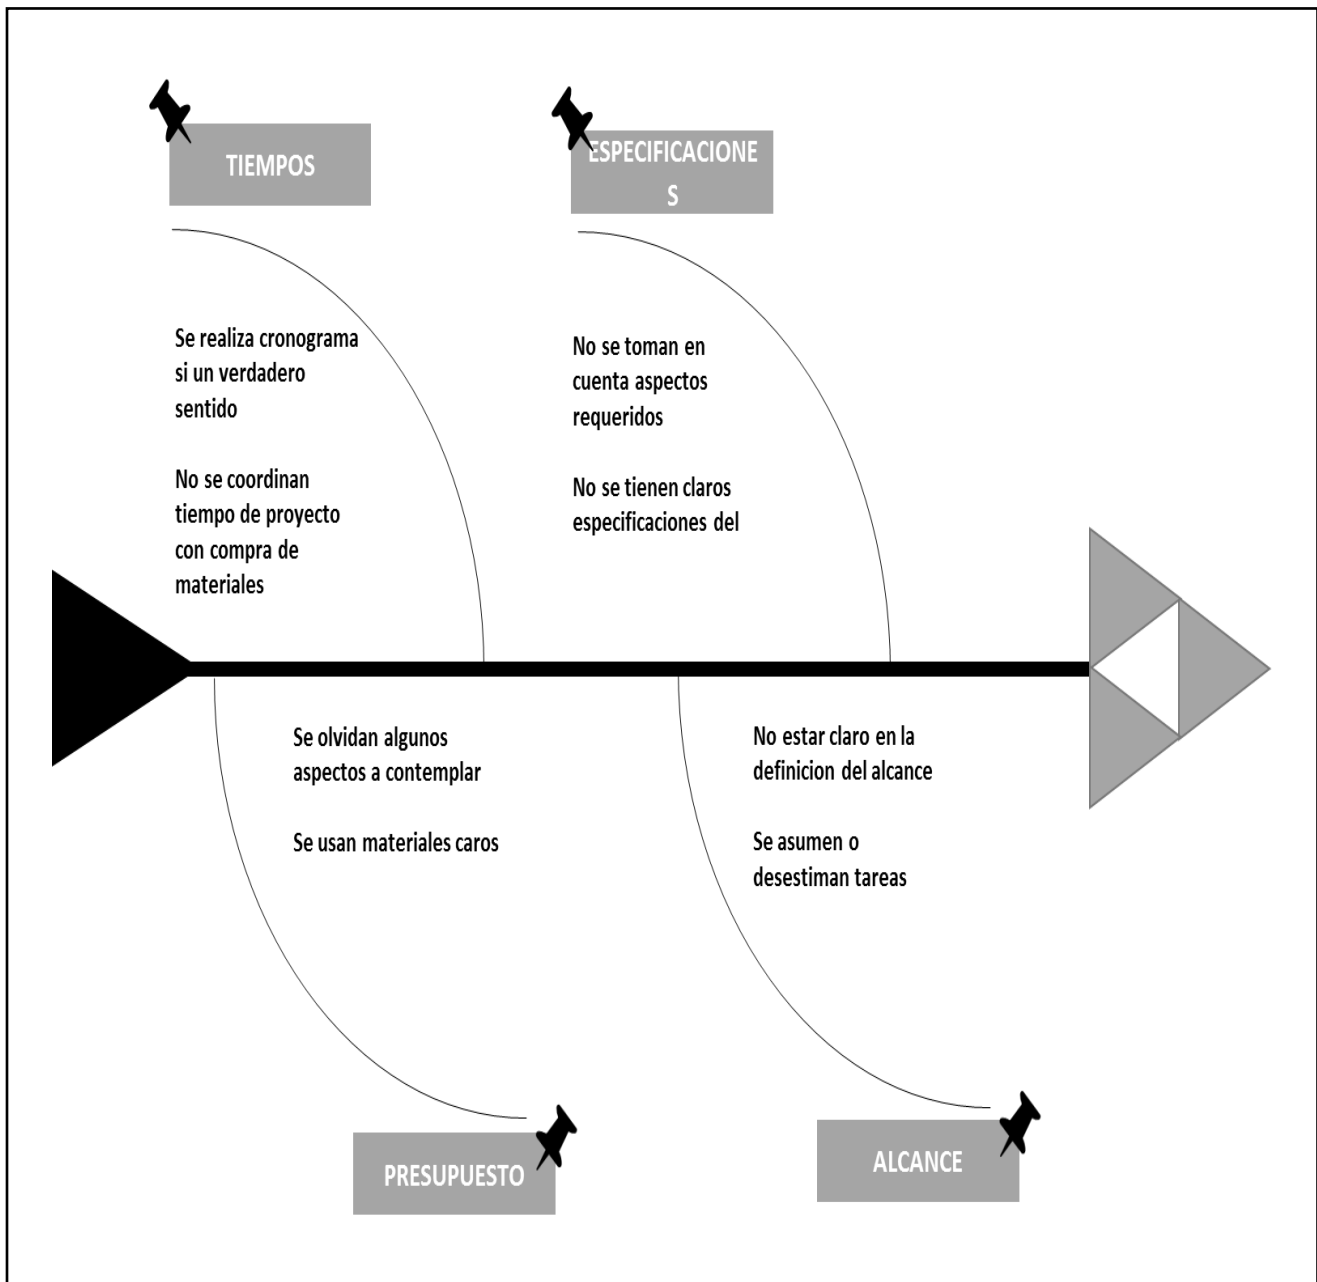 TIEMPOS
Se realiza cronograma
si un verdadero
sentido
No se coordinan
tiempo de proyecto
con compra de
materiales
ESPECIFICACIONE
S
No se toman en
cuenta aspectos
requeridos
No se tienen claros
especificaciones del
Se olvidan algunos
aspectos a contemplar
Se usan materiales caros
PRESUPUESTO
No estar claro en la
definicion del alcance
Se asumen o
desestiman tareas
ALCANCE